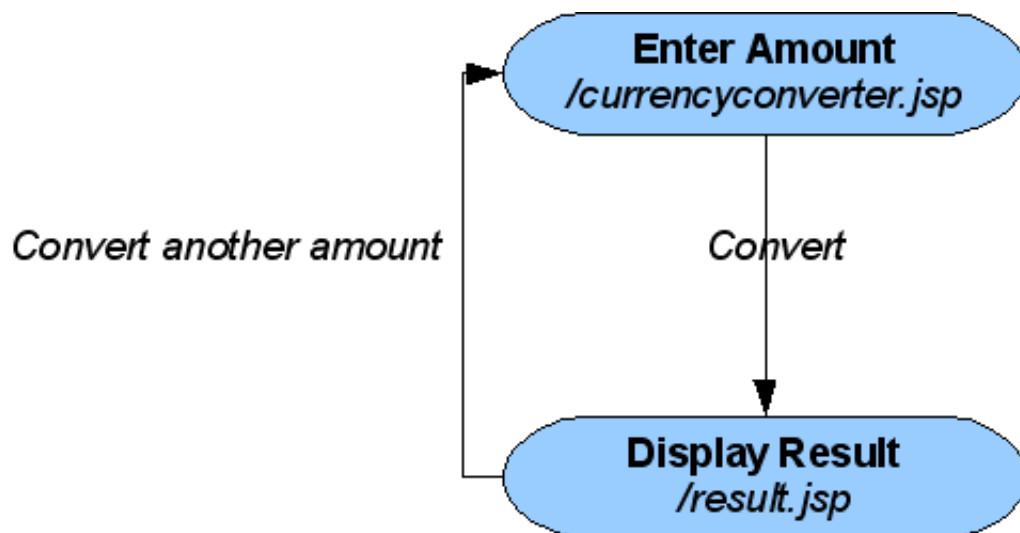 Enter Amount
/currencyconverter.jsp
Convert another amount
Convert
Display Result
/result.jsp